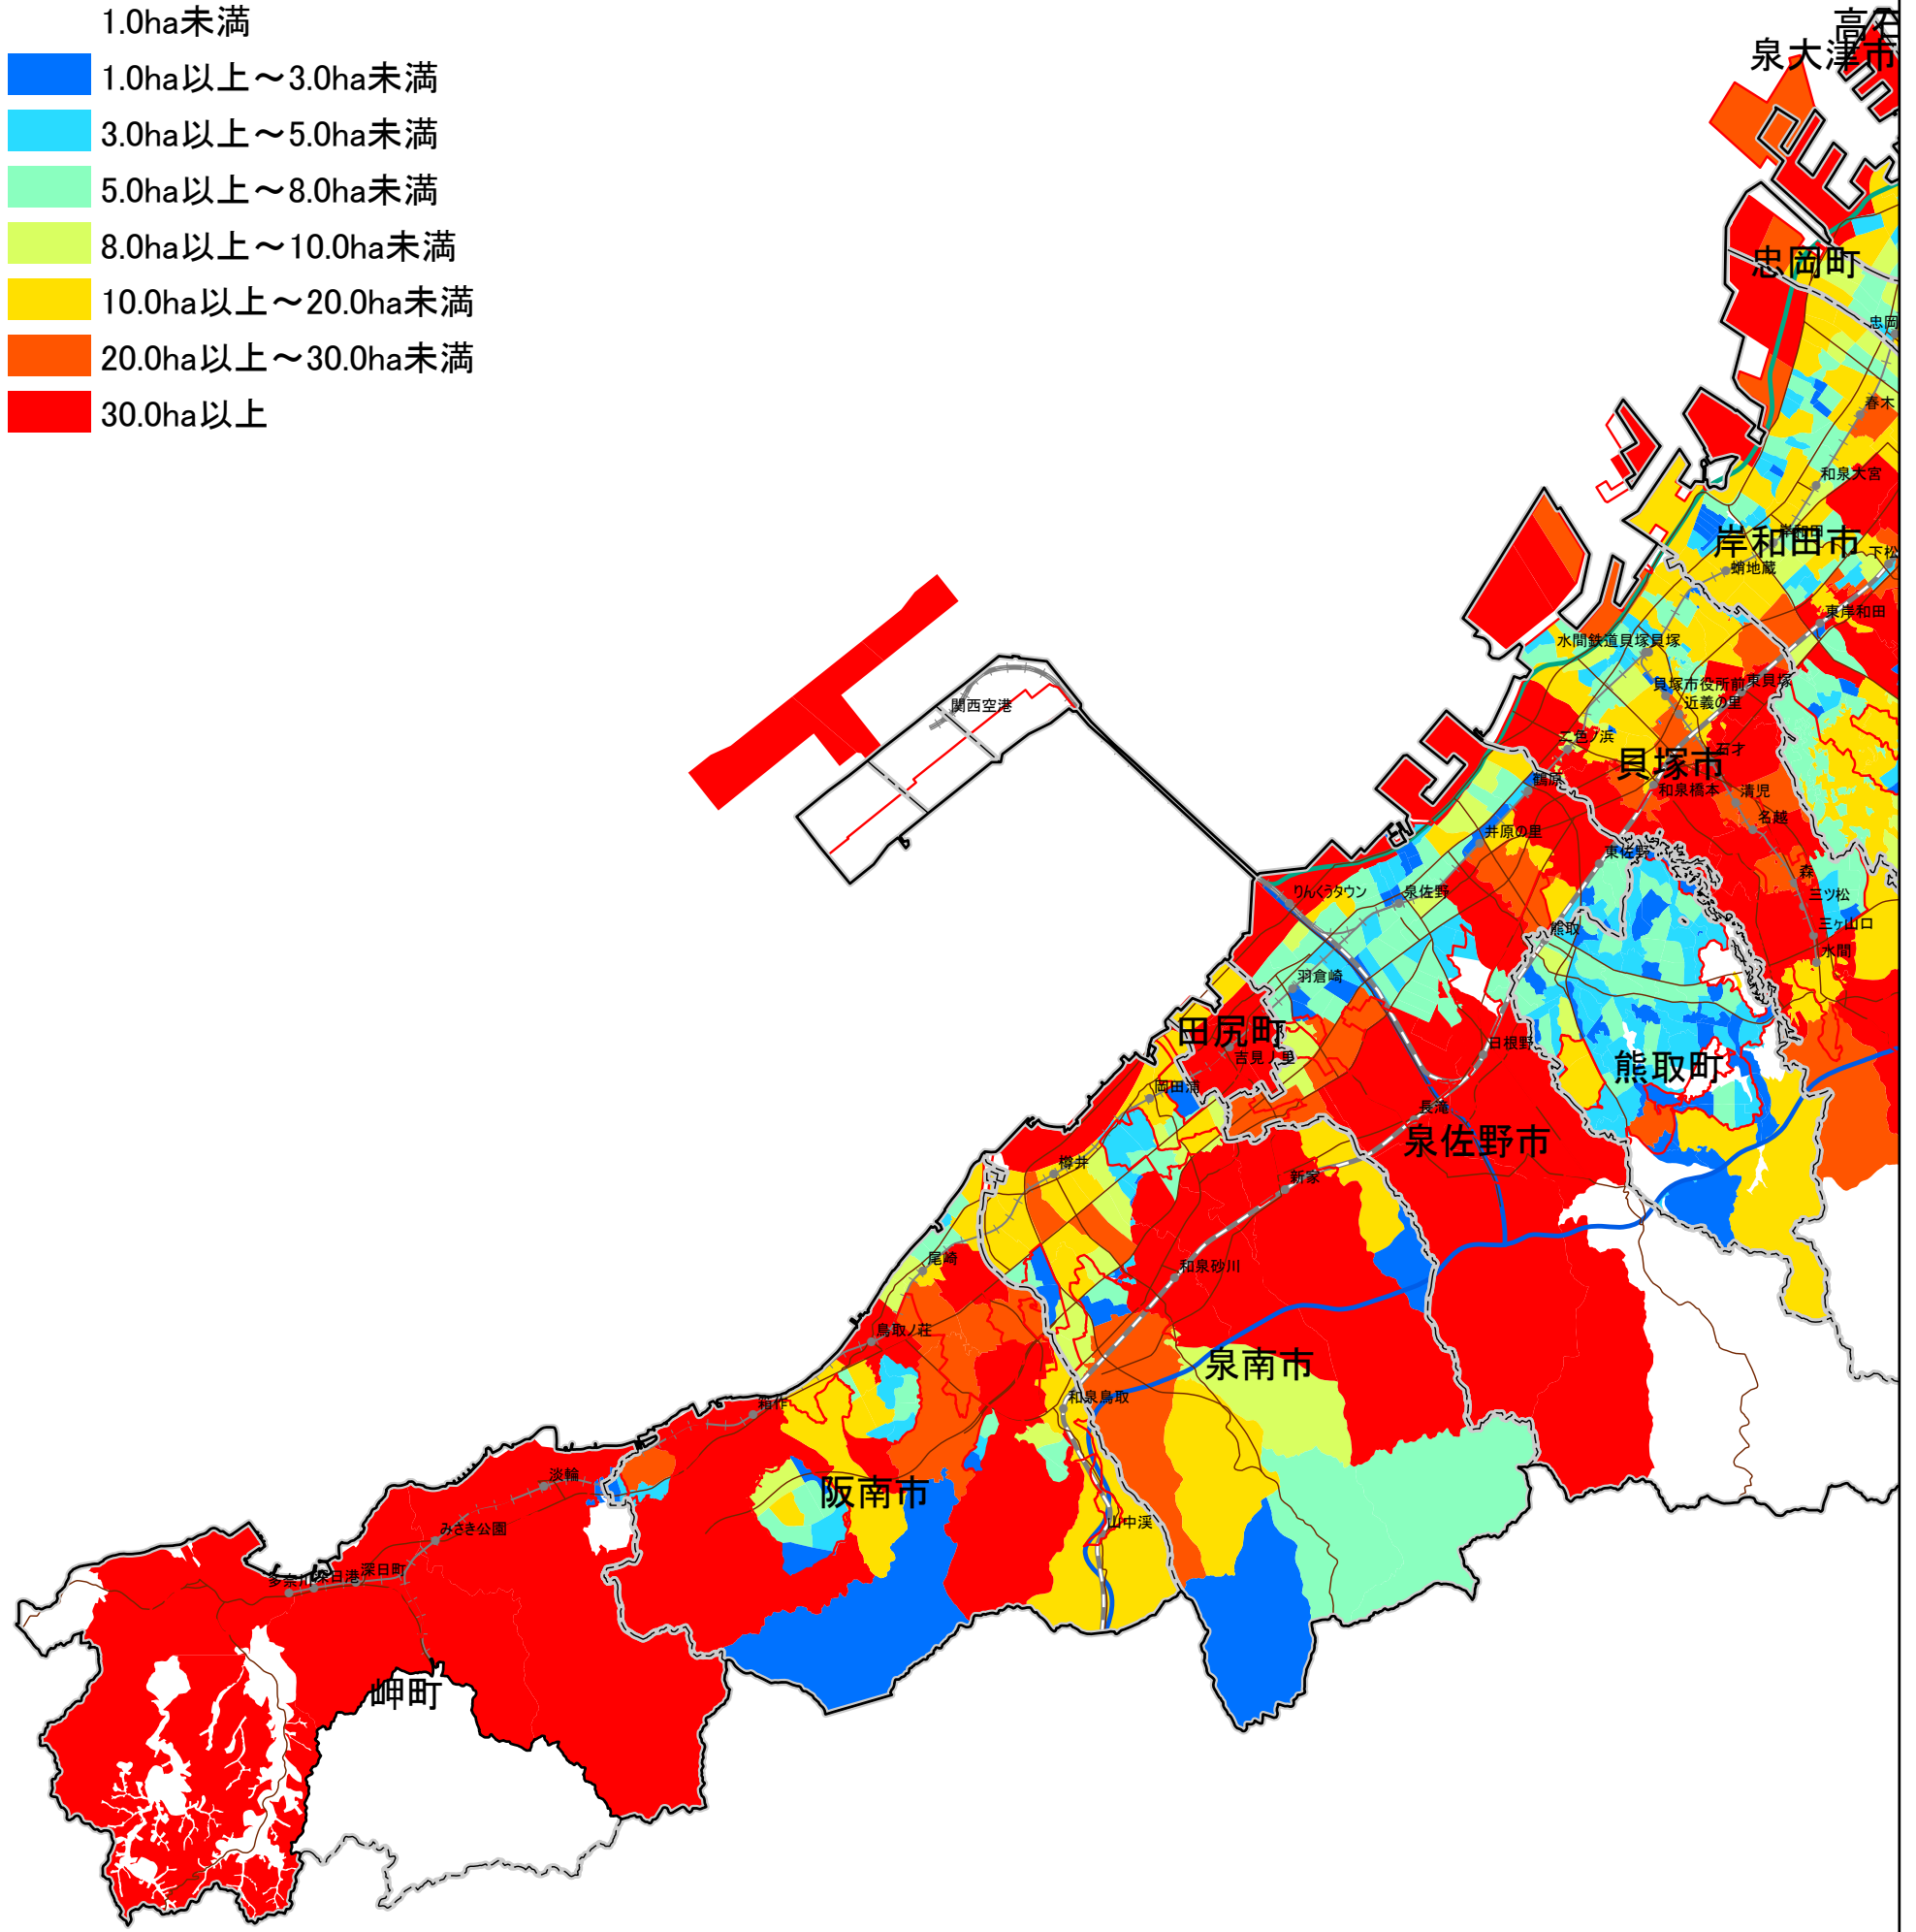 1.0ha未満
1.0ha以上～3.0ha未満
3.0ha以上～5.0ha未満
5.0ha以上～8.0ha未満
8.0ha以上～10.0ha未満
10.0ha以上～20.0ha未満
20.0ha以上～30.0ha未満
30.0ha以上
泉大津市
忠岡町
忠岡
春木
和泉大宮
岸和田
岸和田市
下松
蛸地蔵
東岸和田
水間鉄道貝塚貝塚
貝塚市役所前
東貝塚
近義の里
関西空港
二色ノ浜
石才
貝塚市
鶴原
和泉橋本
清児
名越
井原の里
東佐野
森
りんくうタウン
泉佐野
三ツ松
三ヶ山口
熊取
水間
羽倉崎
田尻町
吉見ノ里
日根野
熊取町
岡田浦
長滝
泉佐野市
樽井
新家
尾崎
和泉砂川
鳥取ノ荘
泉南市
箱作
和泉鳥取
淡輪
阪南市
みさき公園
山中渓
深日町
深日港
多奈川
岬町